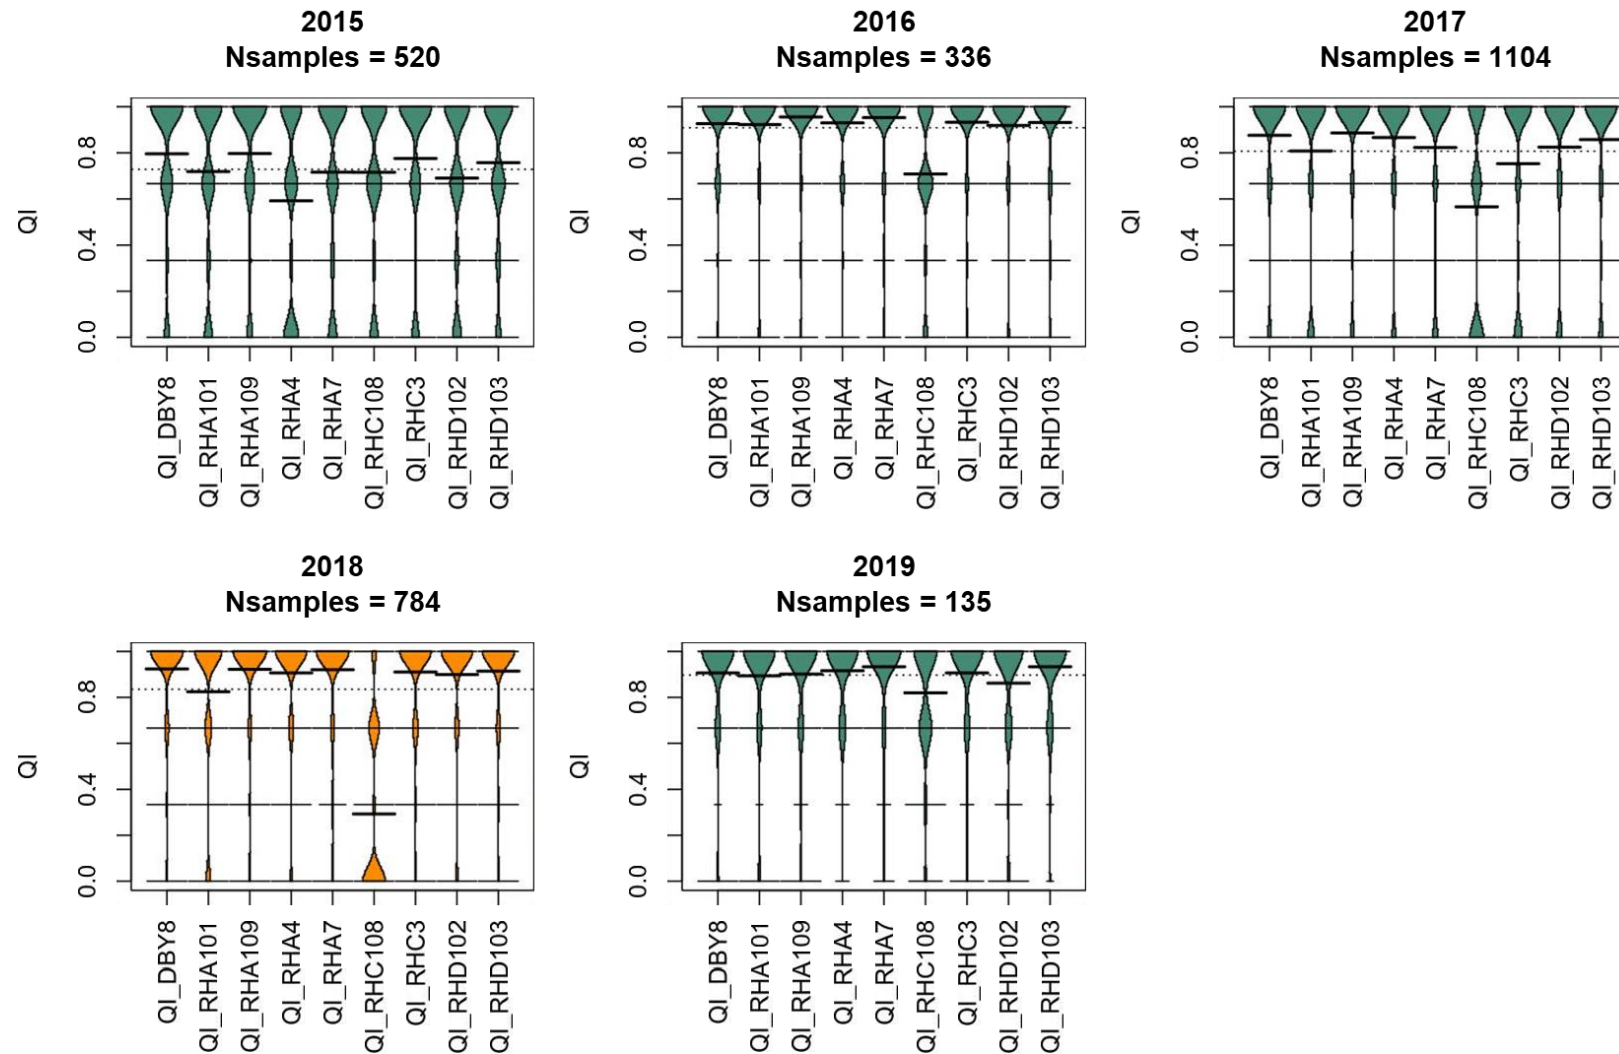 2015
Nsamples = 520
QI
0.8
0.4
0.0
QI_DBY8
QI_RHA101
QI_RHA109
QI_RHA4
QI_RHA7
QI_RHC108
QI_RHC3
QI_RHD102
QI_RHD103
2016
Nsamples = 336
QI
0.8
0.4
0.0
QI_DBY8
QI_RHA101
QI_RHA109
QI_RHA4
QI_RHA7
QI_RHC108
QI_RHC3
QI_RHD102
QI_RHD103
2017
Nsamples = 1104
QI
0.8
0.4
0.0
QI_DBY8
QI_RHA101
QI_RHA109
QI_RHA4
QI_RHA7
QI_RHC108
QI_RHC3
QI_RHD102
QI_RHD103
2018
Nsamples = 784
QI
0.8
0.4
0.0
QI_DBY8
QI_RHA101
QI_RHA109
QI_RHA4
QI_RHA7
QI_RHC108
QI_RHC3
QI_RHD102
QI_RHD103
2019
Nsamples = 135
QI
0.8
0.4
0.0
QI_DBY8
QI_RHA101
QI_RHA109
QI_RHA4
QI_RHA7
QI_RHC108
QI_RHC3
QI_RHD102
QI_RHD103